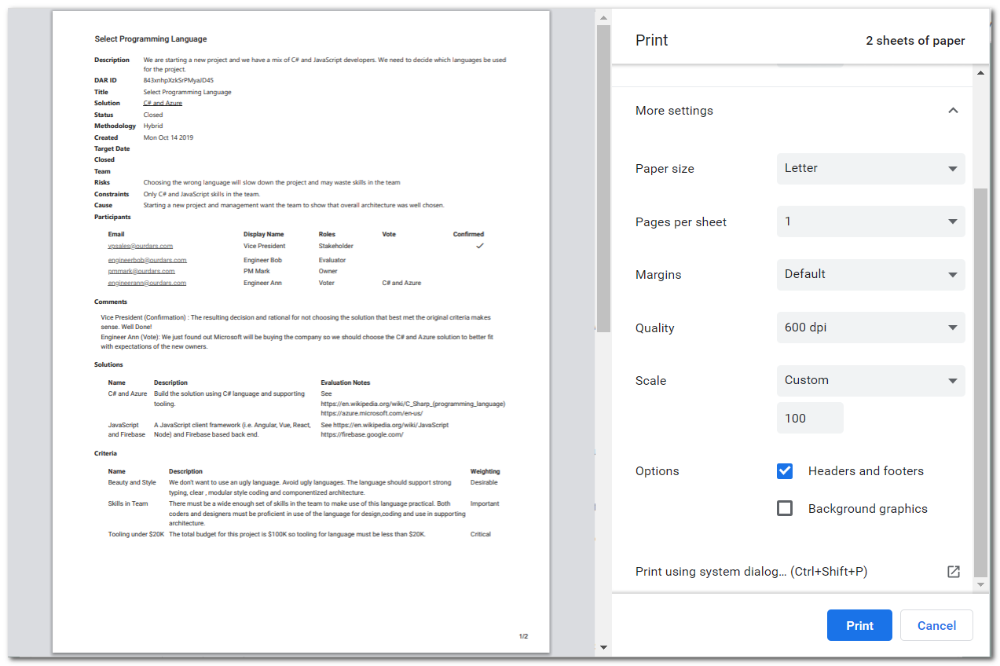 Select Programming Language
Description We are starting a new project and we have a mix of C# and JavaScript developers. We need to decide which languages be used
for the project.
DAR ID 843xnhpXzkSrPMyaJD45
Title Select Programming Language
Solution C# and Azure
Status Closed
Methodology Hybrid
Created Mon Oct 14 2019
Target Date
Closed
Team
Risks Choosing the wrong language will slow down the project and may waste skills in the team
Constraints Only C# and JavaScript skills in the team.
Cause Starting a new project and management want the team to show that overall architecture was well chosen.
Participants
Email Display Name Roles Vote Confirmed
vpsales@ourdars.com Vice President Stakeholder ✓
engineerbob@ourdars.com Engineer Bob Evaluator
pmmark@ourdars.com PM Mark Owner
engineerann@ourdars.com Engineer Ann Voter C# and Azure
Comments
Vice President (Confirmation) : The resulting decision and rational for not choosing the solution that best met the original criteria makes
sense. Well Done!
Engineer Ann (Vote): We just found out Microsoft will be buying the company so we should choose the C# and Azure solution to better fit
with expectations of the new owners.
Solutions
Name Description Evaluation Notes
C# and Azure Build the solution using C# language and supporting See
tooling. https://en.wikipedia.org/wiki/C_Sharp_(programming_language)
https://azure.microsoft.com/en-us/
JavaScript A JavaScript client framework (i.e. Angular, Vue, React, See https://en.wikipedia.org/wiki/JavaScript
and Firebase Node) and Firebase based back end. https://firebase.google.com/
Criteria
Name Description Weighting
Beauty and Style We don't want to use an ugly language. Avoid ugly languages. The language should support strong Desirable
typing, clear , modular style coding and componentized architecture.
Skills in Team There must be a wide enough set of skills in the team to make use of this language practical. Both Important
coders and designers must be proficient in use of the language for design,coding and use in supporting
architecture.
Tooling under $20K The total budget for this project is $100K so tooling for language must be less than $20K. Critical
1/2
Print 2 sheets of paper
More settings
Paper size Letter
Pages per sheet 1
Margins Default
Quality 600 dpi
Scale Custom
100
Options Headers and footers
Background graphics
Print using system dialog... (Ctrl+Shift+P)
Print Cancel